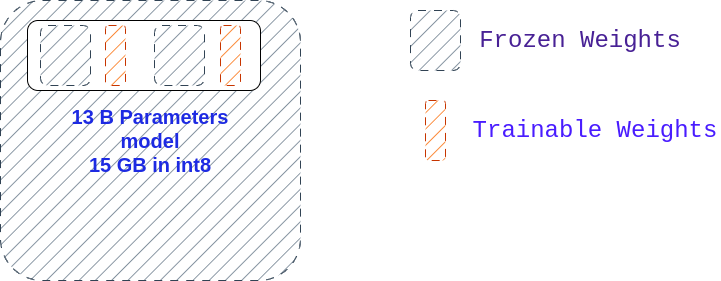 13 B Parameters
model
15 GB in int8
Frozen Weights
Trainable Weights